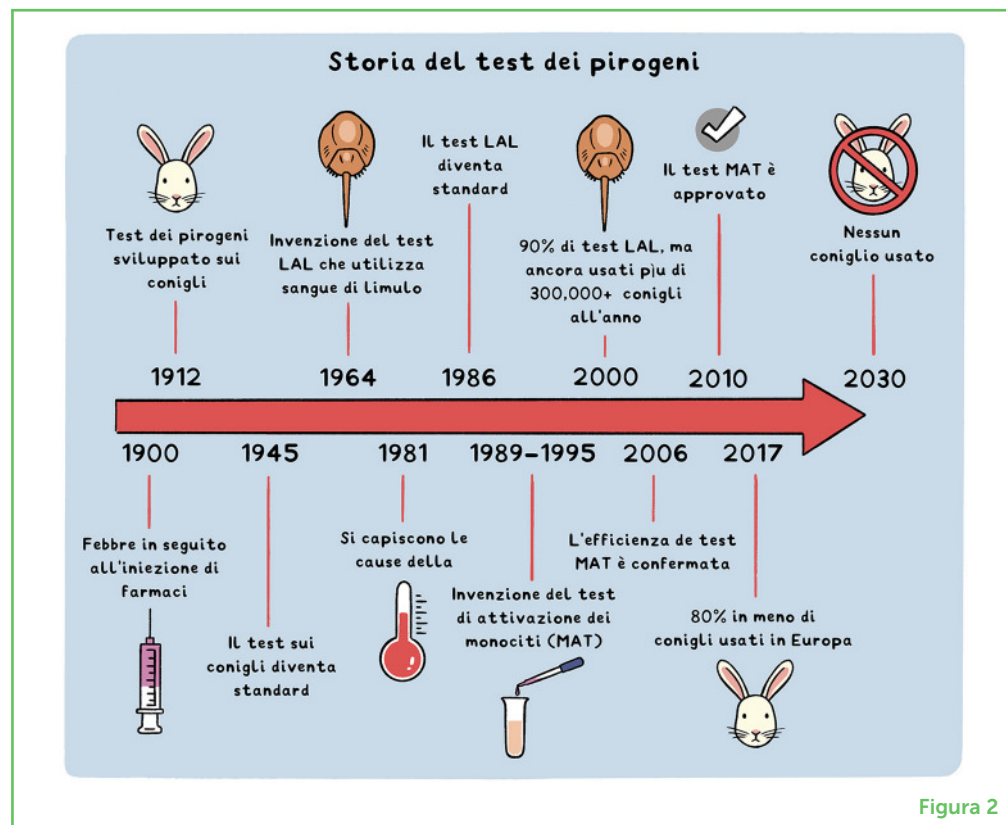 Storia del test dei pirogeni
Test dei pirogeni
sviluppato sui
conigli
Invenzione del test
LAL che utilizza
sangue di limulo
Il test LAL
diventa
standard
90% di test LAL, ma
ancora usati pìu di
300,000+ conigli
all'anno
Il test MAT è
approvato
Nessun
coniglio usato
1912
1964
1986
2000
2010
2030
1900
1945
1981
1989-1995
2006
2017
Febbre in seguito
all'iniezione di
farmaci
Il test sui
conigli diventa
standard
Si capiscono le
cause della
Invenzione del test
di attivazione dei
monociti (MAT)
L'efficienza de test
MAT è confermata
80% in meno di
conigli usati in Europa
Figura 2